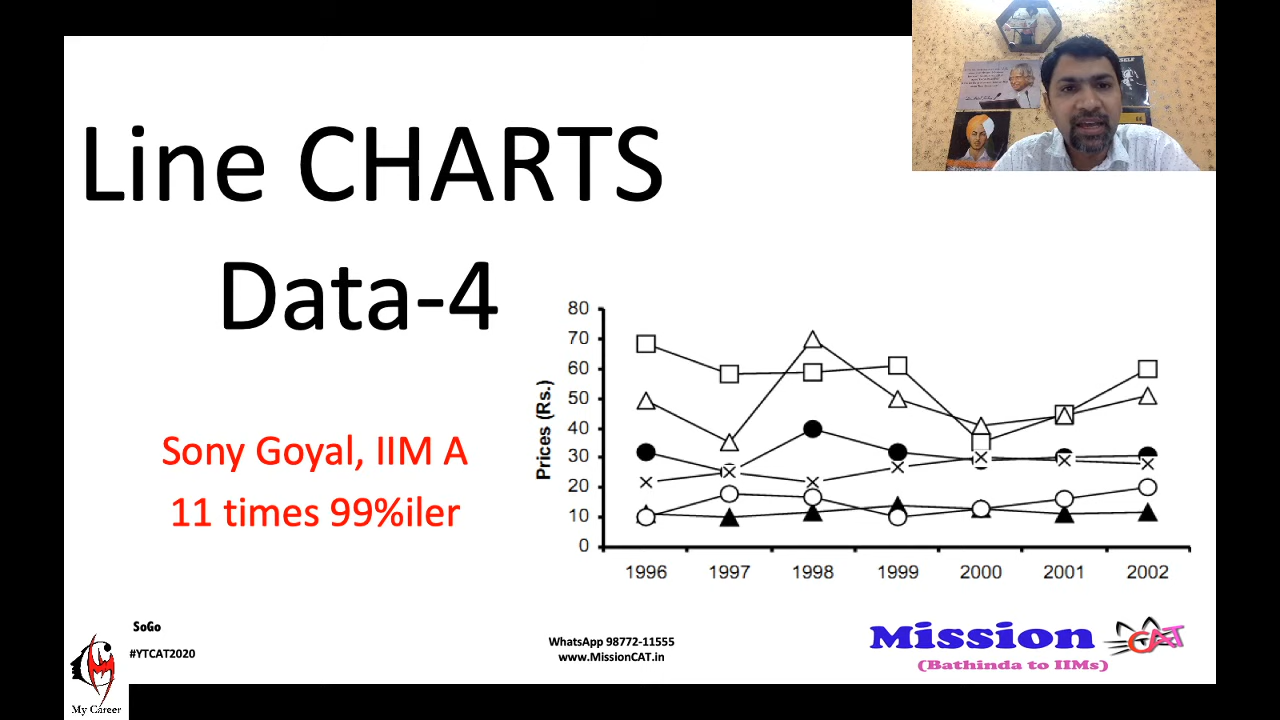 Line CHARTS
Data-4
Sony Goyal, IIM A
11 times 99%iler
80
70
60
50
40
30
20
10
0
Prices (Rs.)
1996 1997 1998 1999 2000 2001 2002
SoGo
#YTCAT2020
My Career
WhatsApp 98772-11555
www.MissionCAT.in
Mission CAT
(Bathinda to IIMs)